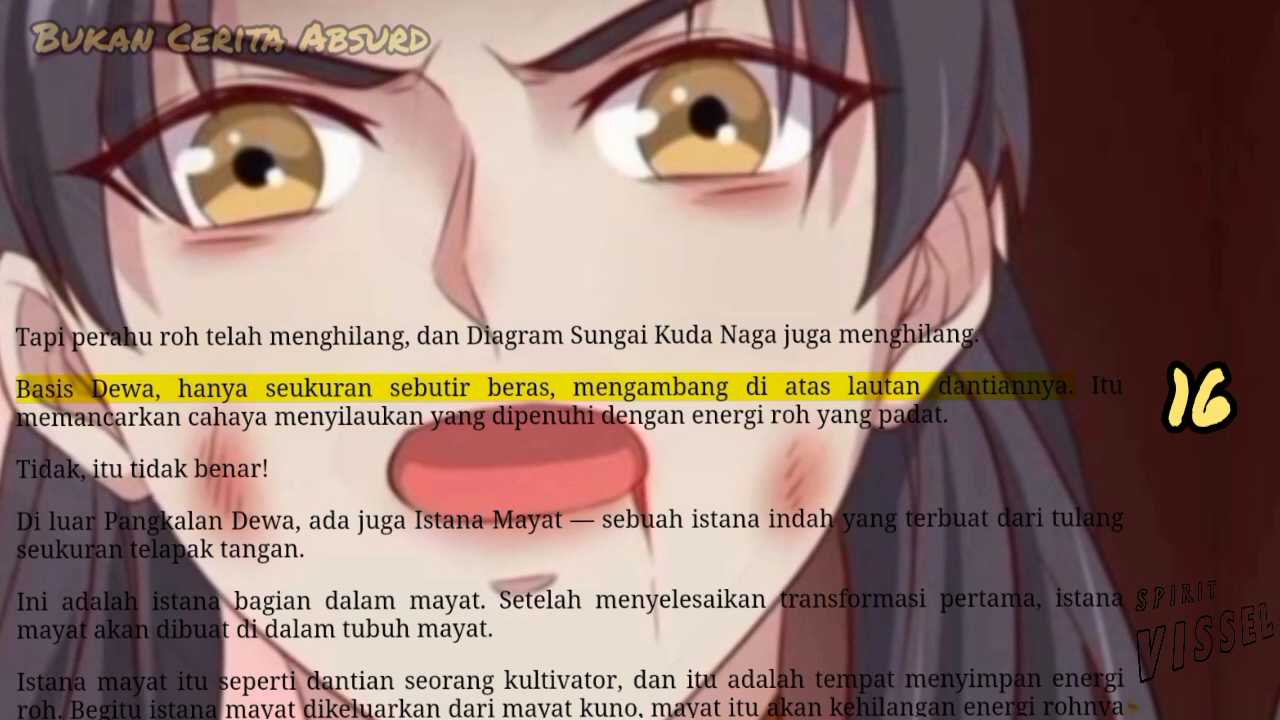 Bukan Cerita Absurd
Tapi perahu roh telah menghilang, dan Diagram Sungai Kuda Naga juga menghilang.
Basis Dewa, hanya seukuran sebutir beras, mengambang di atas lautan dantiannya. Itu
memancarkan cahaya menyilaukan yang dipenuhi dengan energi roh yang padat.
16
Tidak, itu tidak benar!
Di luar Pangkalan Dewa, ada juga Istana Mayat — sebuah istana indah yang terbuat dari tulang
seukuran telapak tangan.
Ini adalah istana bagian dalam mayat. Setelah menyelesaikan transformasi pertama, istana
mayat akan dibuat di dalam tubuh mayat.
SPIRIT
VISSEL
Istana mayat itu seperti dantian seorang kultivator, dan itu adalah tempat menyimpan energi
roh. Begitu istana mayat dikeluarkan dari mayat kuno, mayat itu akan kehilangan energi rohnya